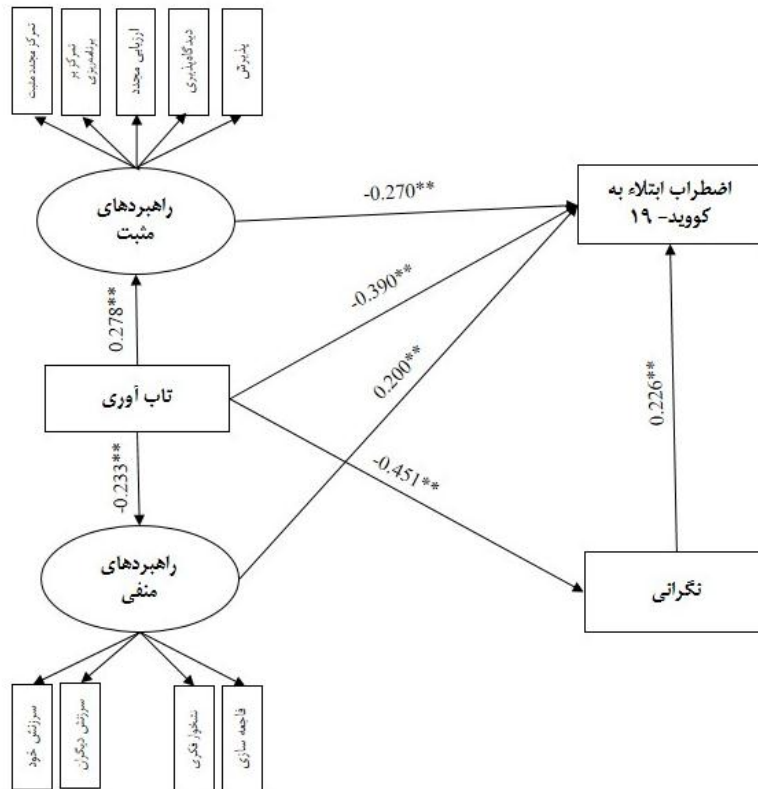 تمرکز مجدد مثبت
تمرکز بر
برنامه‌ریزی
ارزیابی مجدد
دیدگاه‌پذیری
پذیرش
راهبردهای
مثبت
-0.270**
اضطراب ابتلاء به
کووید- ۱۹
0.278**
-0.390**
تاب آوری
0.200**
0.226**
-0.233**
-0.451**
راهبردهای
منفی
نگرانی
سرزنش خود
سرزنش دیگران
نشخوار فکری
فاجعه سازی